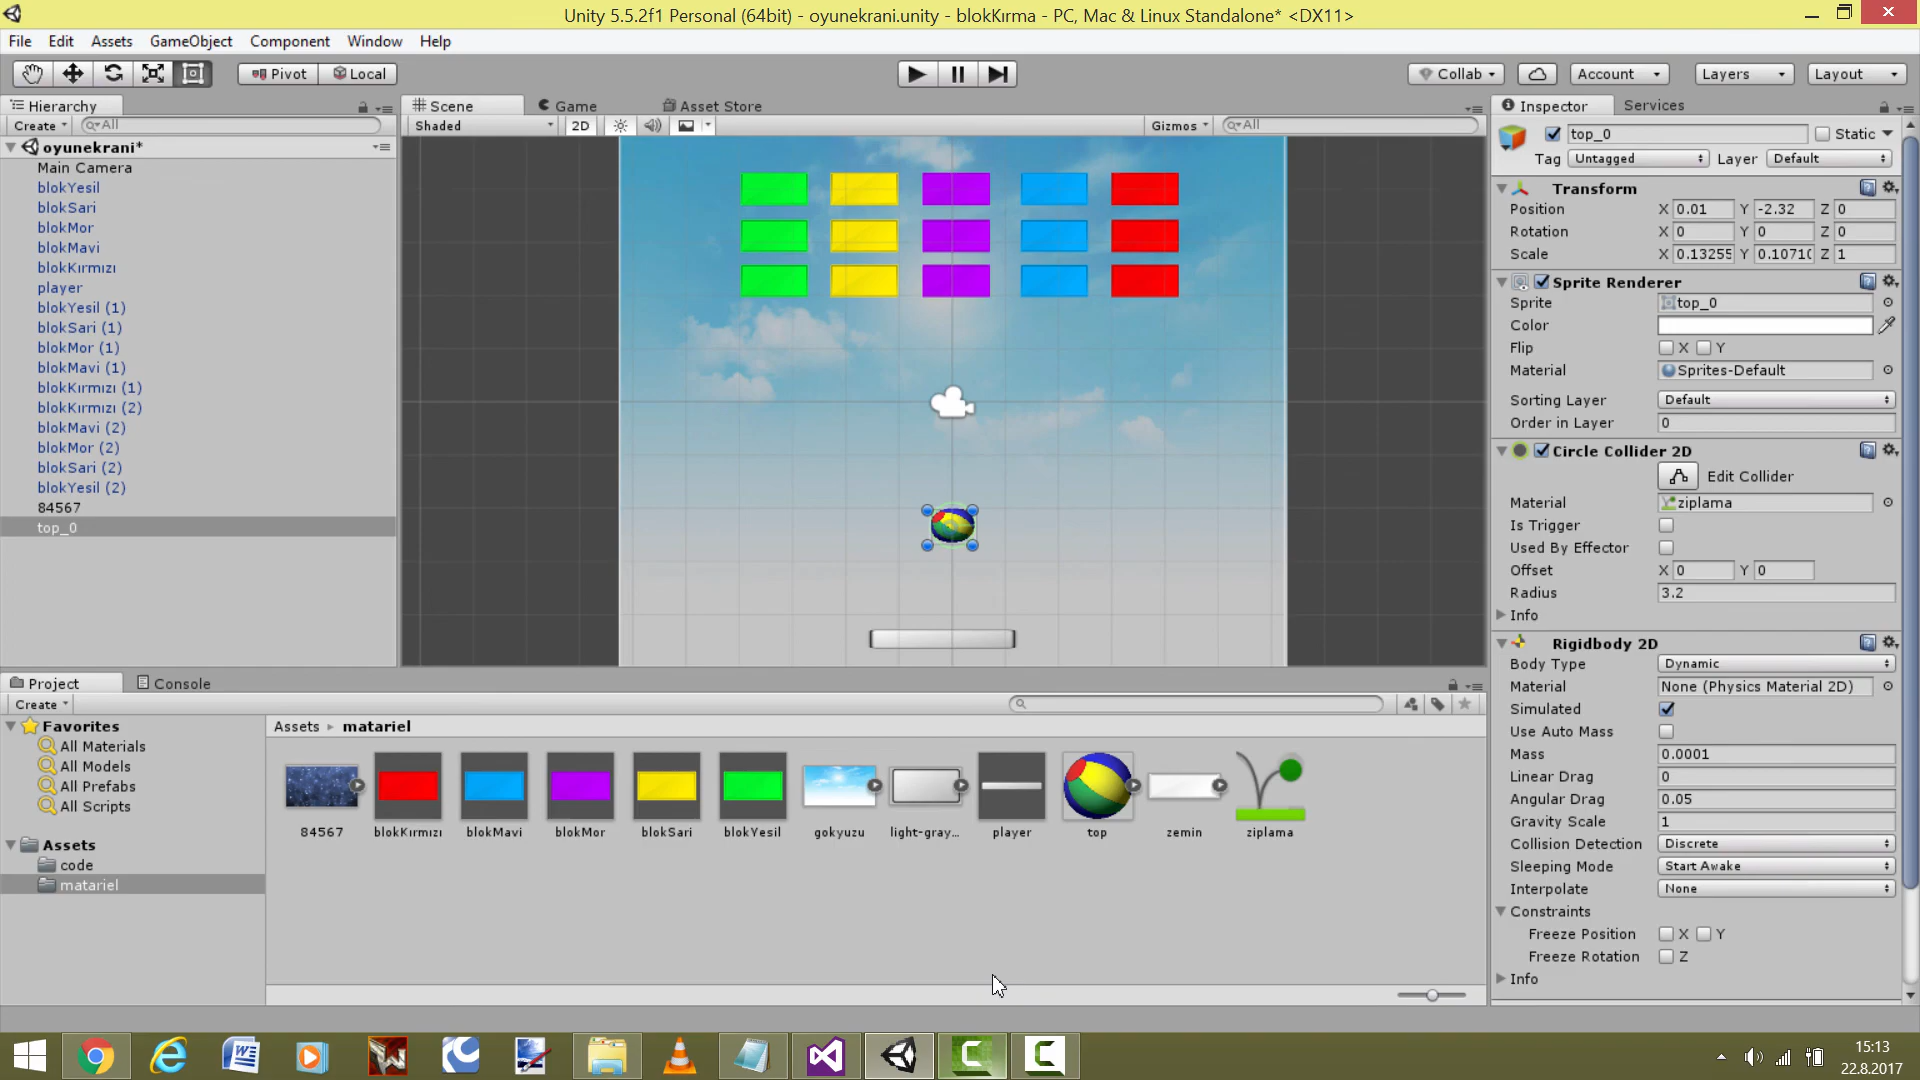 Unity 5.5.2f1 Personal (64bit) - oyunekrani.unity - blokKırma - PC, Mac & Linux Standalone* <DX11>
File Edit Assets GameObject Component Window Help
Pivot Local Collab Account Layers Layout
Hierarchy
Create All
oyunekrani*
Main Camera
blokYesil
blokSari
blokMor
blokMavi
blokKırmızı
player
blokYesil (1)
blokSari (1)
blokMor (1)
blokMavi (1)
blokKırmızı (1)
blokKırmızı (2)
blokMavi (2)
blokMor (2)
blokSari (2)
blokYesil (2)
84567
top_0
Scene Game Asset Store
Shaded 2D Gizmos All
Inspector Services
top_0 Static
Tag Untagged Layer Default
Transform
Position X 0.01 Y -2.32 Z 0
Rotation X 0 Y 0 Z 0
Scale X 0.13255 Y 0.1071( Z 1
Sprite Renderer
Sprite top_0
Color
Flip X Y
Material Sprites-Default
Sorting Layer Default
Order in Layer 0
Circle Collider 2D
Edit Collider
Material ziplama
Is Trigger
Used By Effector
Offset X 0 Y 0
Radius 3.2
Info
Rigidbody 2D
Body Type Dynamic
Material None (Physics Material 2D)
Simulated
Use Auto Mass
Mass 0.0001
Linear Drag 0
Angular Drag 0.05
Gravity Scale 1
Collision Detection Discrete
Sleeping Mode Start Awake
Interpolate None
Constraints
Freeze Position X Y
Freeze Rotation Z
Info
Project Console
Create
Favorites
All Materials
All Models
All Prefabs
All Scripts
Assets
code
matariel
Assets matariel
84567 blokKırmızı blokMavi blokMor blokSari blokYesil gokyuzu light-gray... player top zemin ziplama
15:13
22.8.2017